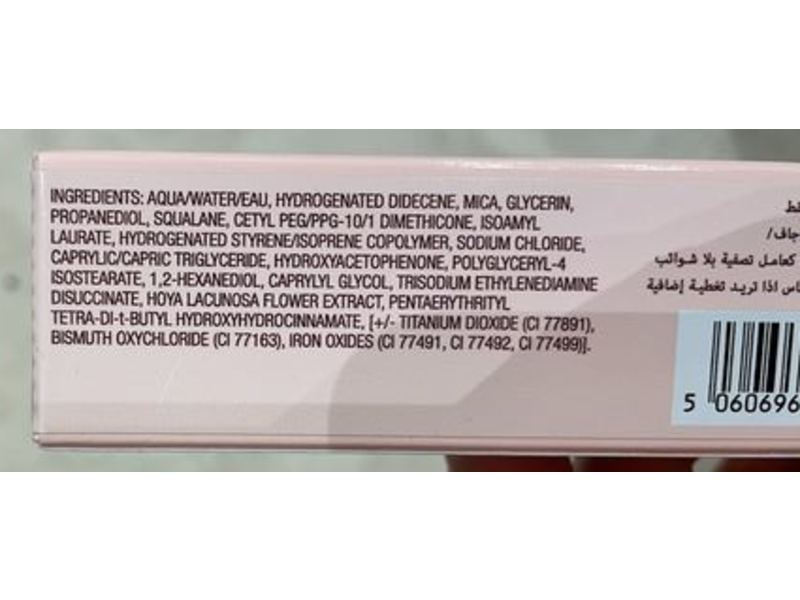 INGREDIENTS: AQUA/WATER/EAU, HYDROGENATED DIDECENE, MICA, GLYCERIN,
PROPANEDIOL, SQUALANE, CETYL PEG/PPG-10/1 DIMETHICONE, ISOAMYL
LAURATE, HYDROGENATED STYRENE/ISOPRENE COPOLYMER, SODIUM CHLORIDE,
CAPRYLIC/CAPRIC TRIGLYCERIDE, HYDROXYACETOPHENONE, POLYGLYCERYL-4
ISOSTEARATE, 1,2-HEXANEDIOL, CAPRYLYL GLYCOL, TRISODIUM ETHYLENEDIAMINE
DISUCCINATE, HOYA LACUNOSA FLOWER EXTRACT, PENTAERYTHRITYL
TETRA-DI-t-BUTYL HYDROXYHYDROCINNAMATE, [+/- TITANIUM DIOXIDE (CI 77891),
BISMUTH OXYCHLORIDE (CI 77163), IRON OXIDES (CI 77491, CI 77492, CI 77499)].
جاف/
كعامل تصفية بلا شوائب
اذا تريد تغطية إضافية
5 060696